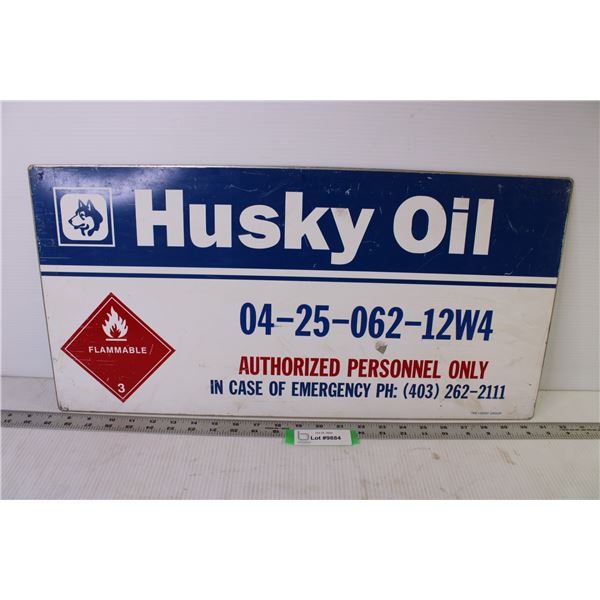 Husky Oil
04-25-062-12W4
FLAMMABLE
3
AUTHORIZED PERSONNEL ONLY
IN CASE OF EMERGENCY PH: (403) 262-2111
Lot #9884